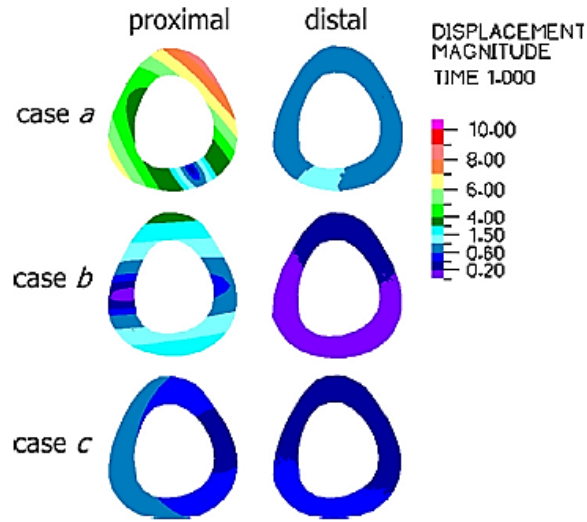 proximal
distal
DISPLACEMENT
MAGNITUDE
TIME 1.000
case a
10.00
8.00
6.00
4.00
1.50
0.60
0.20
case b
case c